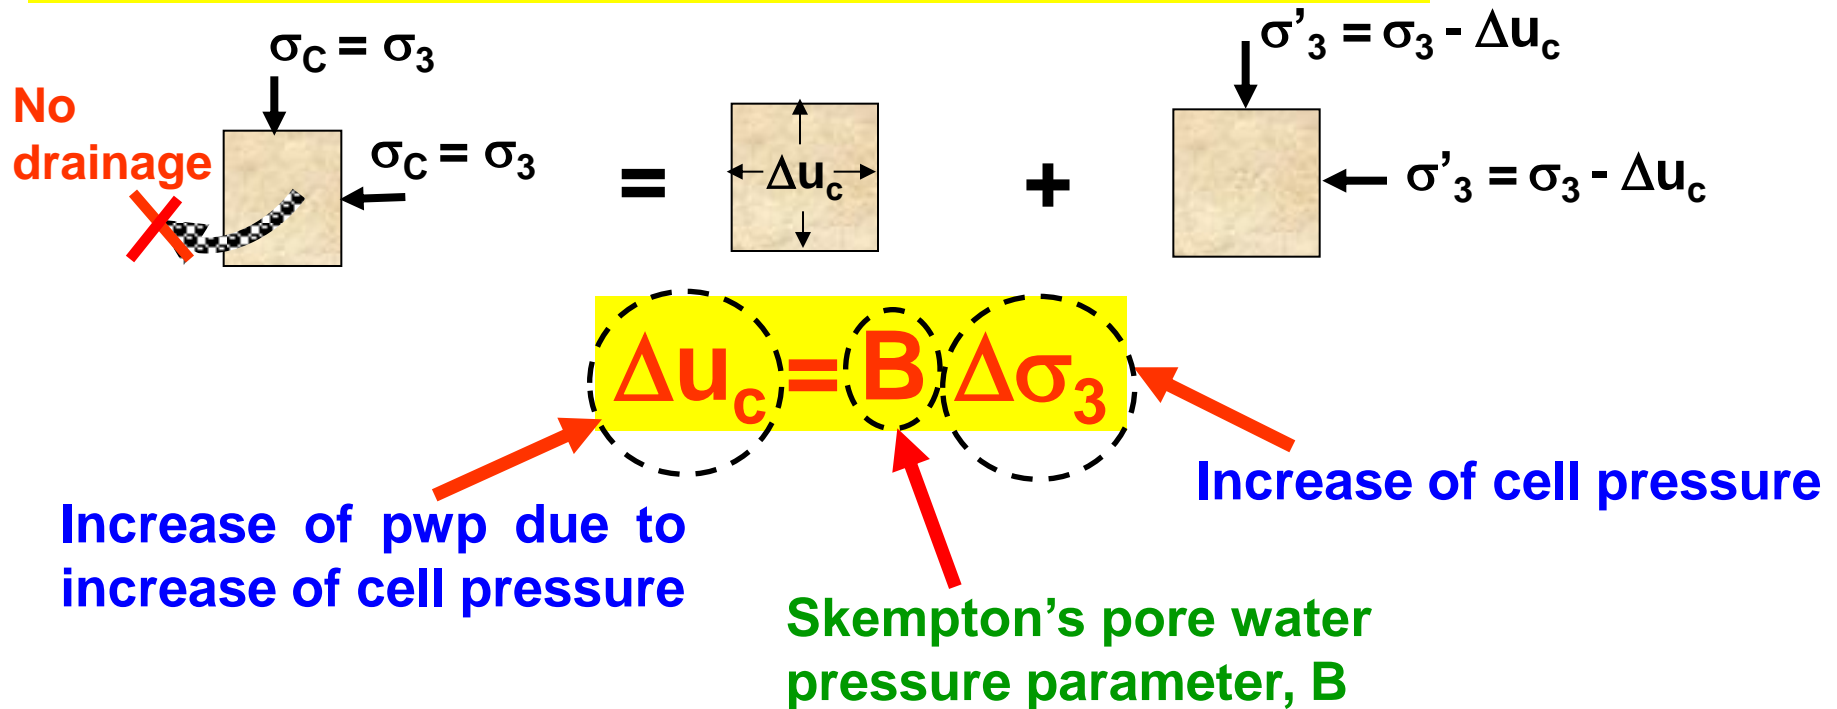 σC = σ3
σ’3 = σ3 - Δuc
No
drainage
σC = σ3
=
Δuc
+
σ’3 = σ3 - Δuc
Δuc = B Δσ3
Increase of cell pressure
Increase of pwp due to
increase of cell pressure
Skempton’s pore water
pressure parameter, B